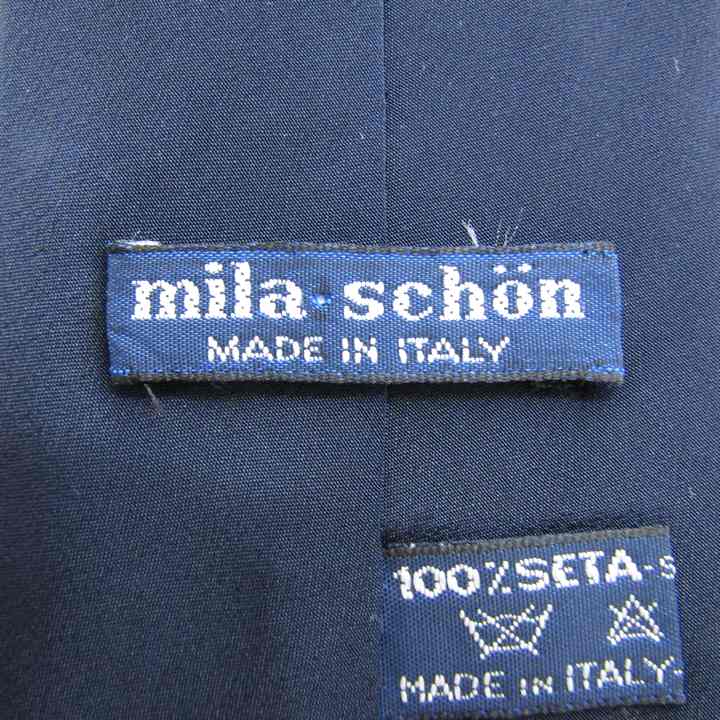 mila schön
MADE IN ITALY
100%SETA-
MADE IN ITALY-